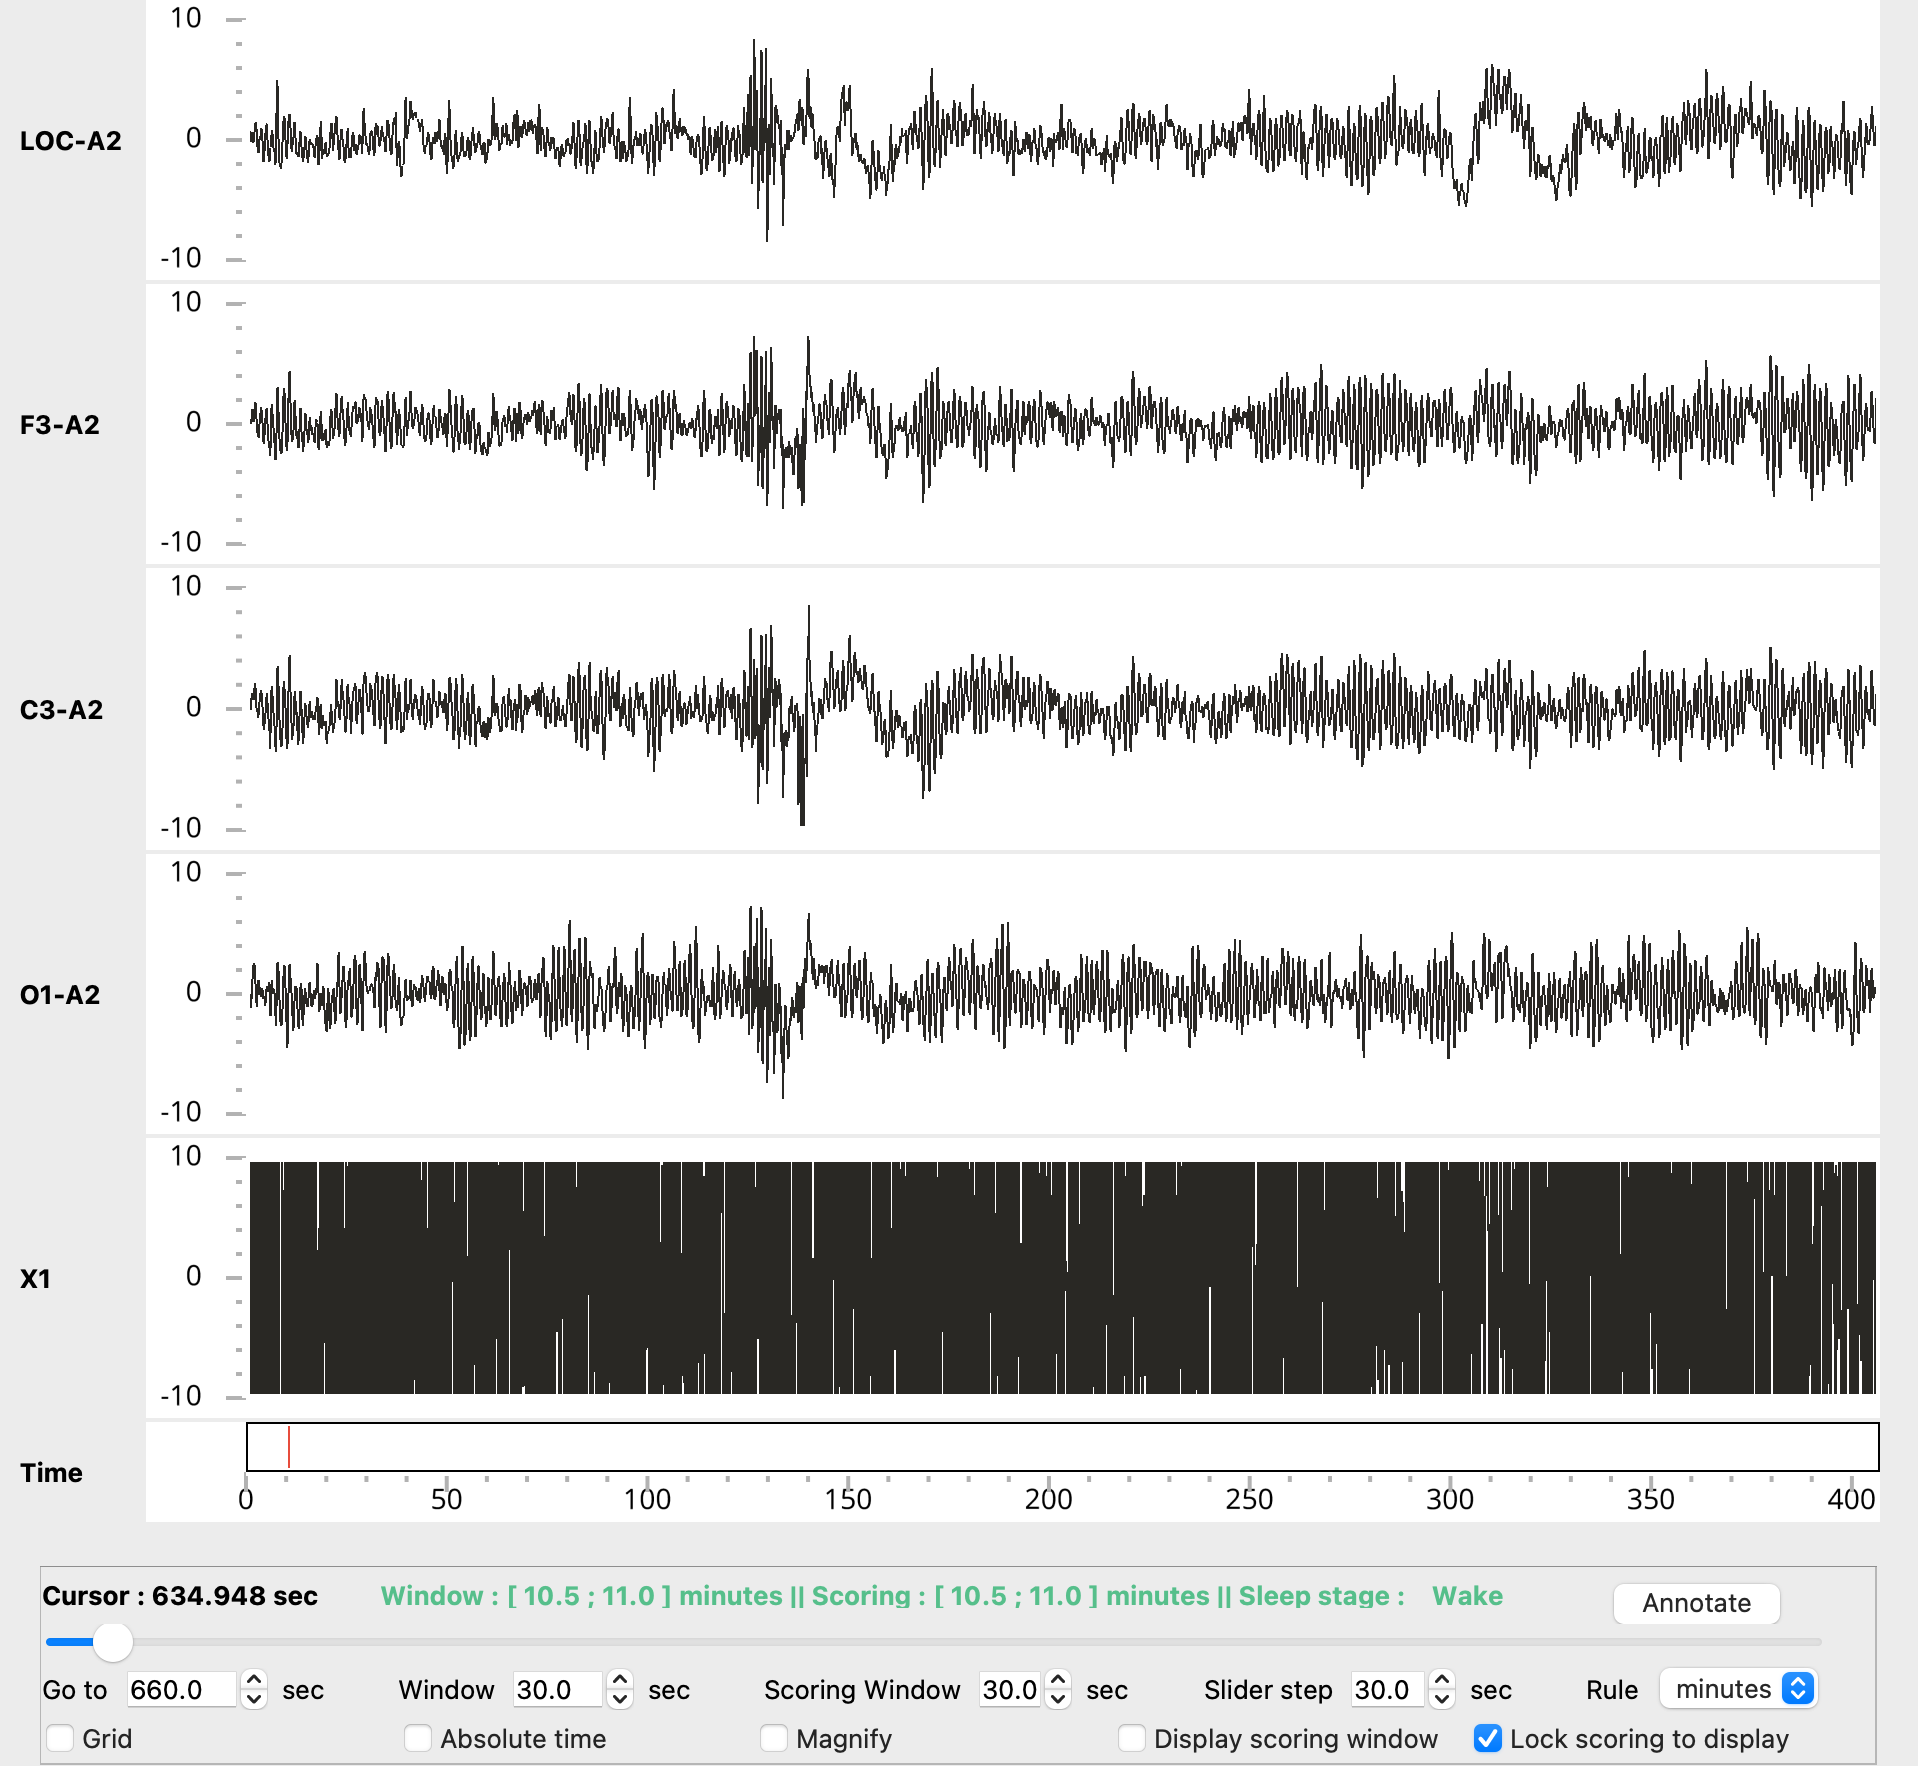 10
LOC-A2
0
-10
10
F3-A2
0
-10
10
C3-A2
0
-10
10
O1-A2
0
-10
10
X1
0
-10
Time
0 50 100 150 200 250 300 350 400
Cursor : 634.948 sec Window : [ 10.5 ; 11.0 ] minutes || Scoring : [ 10.5 ; 11.0 ] minutes || Sleep stage : Wake Annotate
Go to 660.0 sec Window 30.0 sec Scoring Window 30.0 sec Slider step 30.0 sec Rule minutes
Grid Absolute time Magnify Display scoring window Lock scoring to display